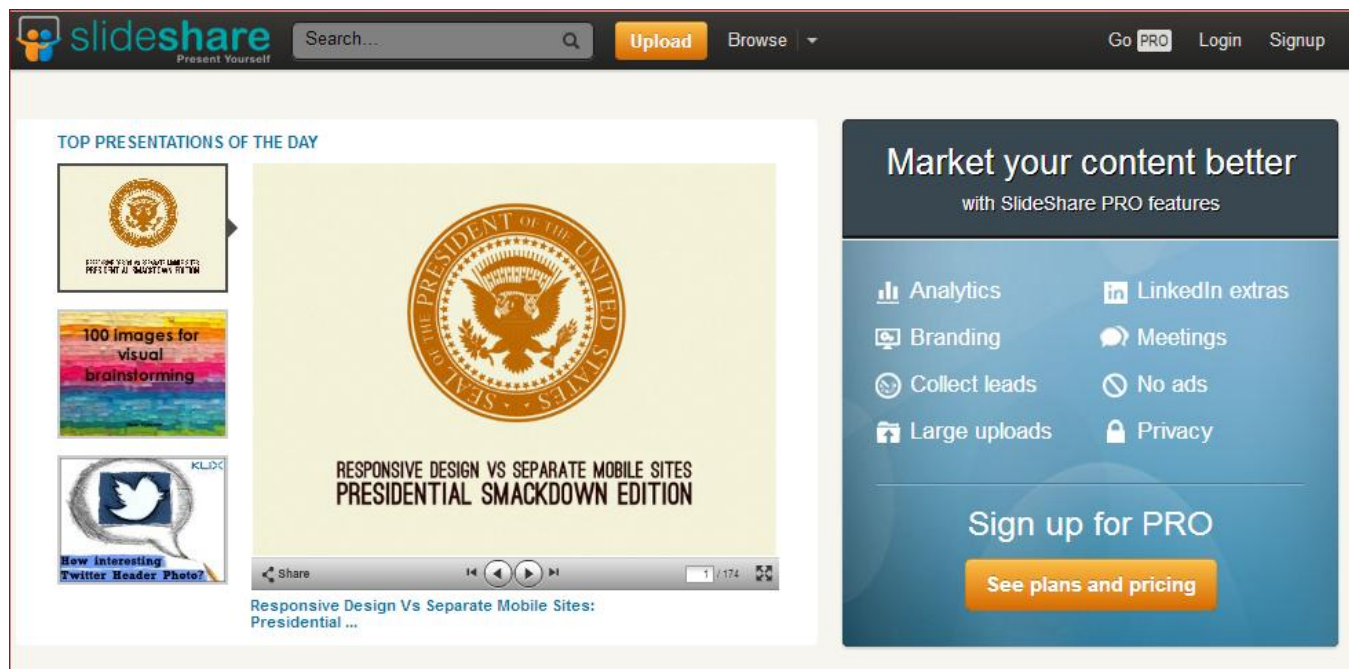 slideshare
Present Yourself
Search...
Upload
Browse
Go PRO
Login
Signup
TOP PRESENTATIONS OF THE DAY
PRESIDENTIAL SMACKDOWN EDITION
100 images for
visual
brainstorming
KLIX
How interesting
Twitter Header Photo?
SEAL OF THE PRESIDENT OF THE UNITED STATES
RESPONSIVE DESIGN VS SEPARATE MOBILE SITES
PRESIDENTIAL SMACKDOWN EDITION
Share
1 / 174
Responsive Design Vs Separate Mobile Sites:
Presidential ...
Market your content better
with SlideShare PRO features
Analytics
LinkedIn extras
Branding
Meetings
Collect leads
No ads
Large uploads
Privacy
Sign up for PRO
See plans and pricing